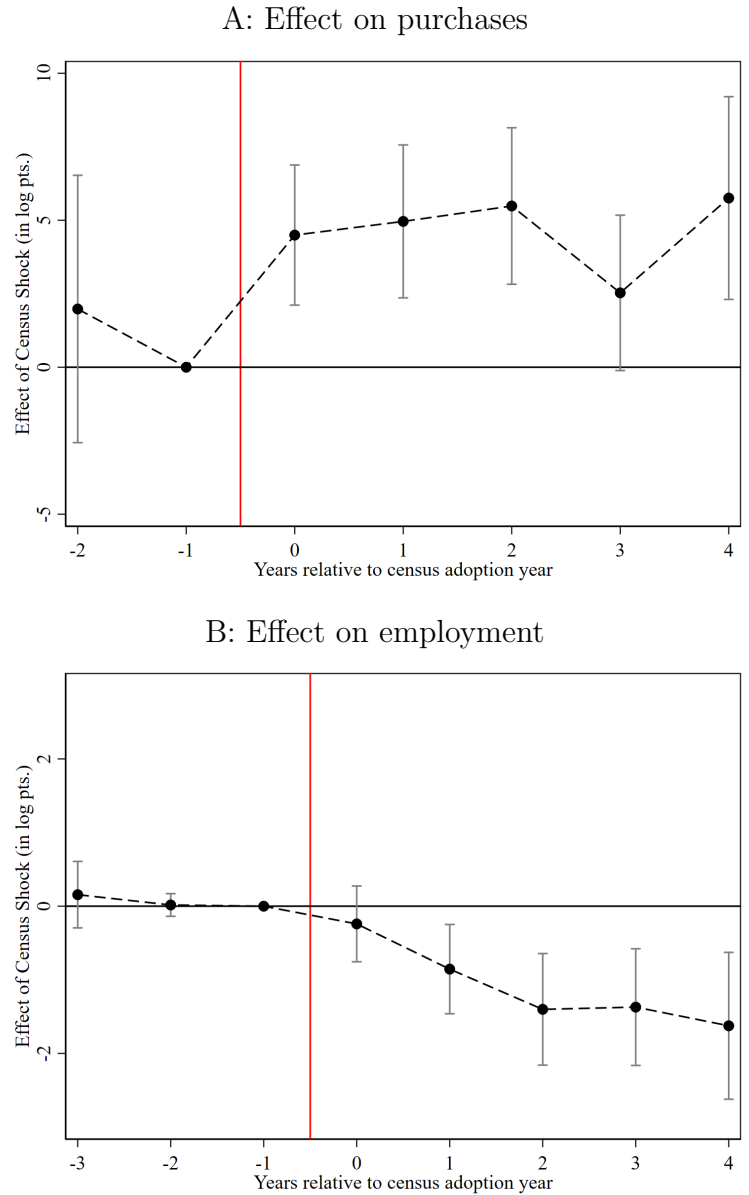 A: Effect on purchases
Effect of Census Shock (in log pts.)
10
5
0
-5
-2 -1 0 1 2 3 4
Years relative to census adoption year
B: Effect on employment
Effect of Census Shock (in log pts.)
2
0
-2
-3 -2 -1 0 1 2 3 4
Years relative to census adoption year